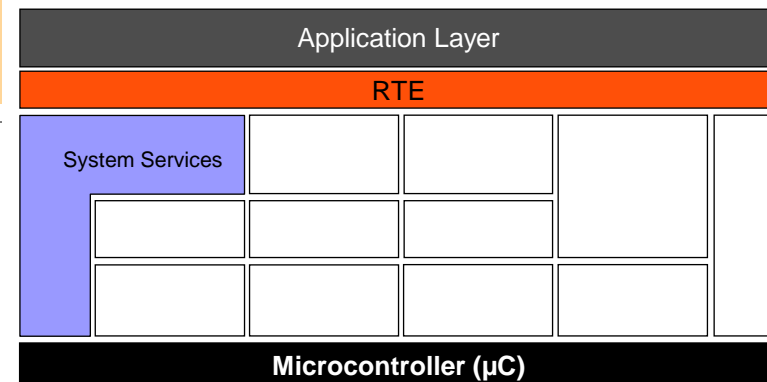 Application Layer
RTE
System Services
Microcontroller (µC)